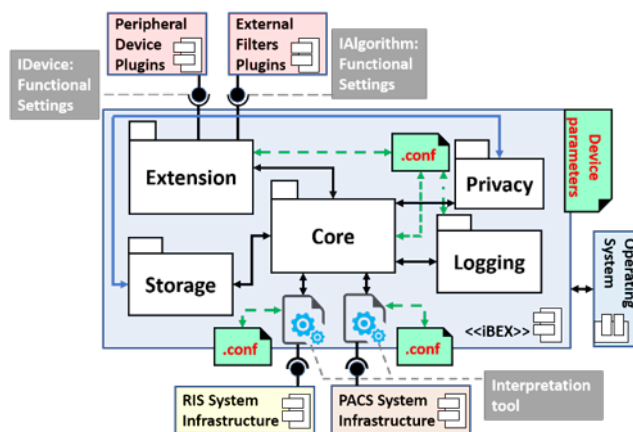 Peripheral
Device
Plugins
External
Filters
Plugins
IDevice:
Functional
Settings
IAlgorithm:
Functional
Settings
Extension
.conf
Privacy
Device
parameters
Core
Storage
Logging
Operating
System
<<iBEX>>
.conf
.conf
RIS System
Infrastructure
PACS System
Infrastructure
Interpretation
tool